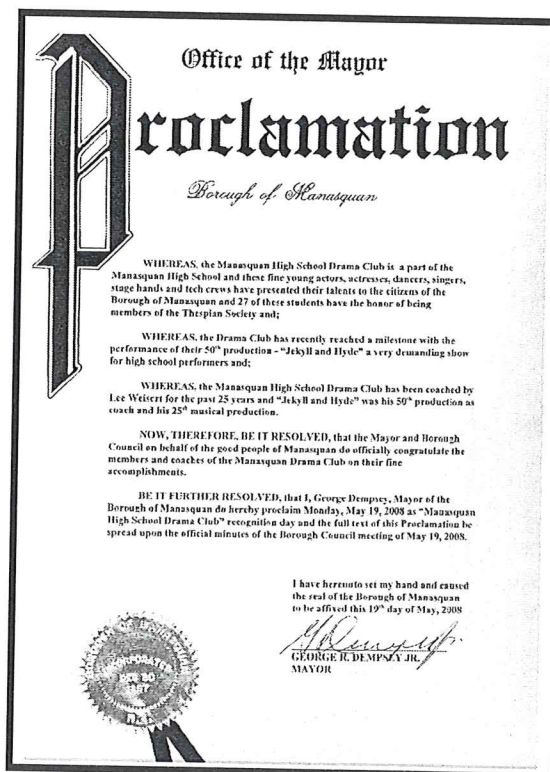 Office of the Mayor
Proclamation
Borough of Manasquan
WHEREAS, the Manasquan High School Drama Club is a part of the
Manasquan High School and these fine young actors, actresses, dancers, singers,
stage hands and tech crews have presented their talents to the citizens of the
Borough of Manasquan and 27 of these students have the honor of being
members of the Thespian Society and;
WHEREAS, the Drama Club has recently reached a milestone with the
performance of their 50th production - "Jekyll and Hyde" a very demanding show
for high school performers and;
WHEREAS, the Manasquan High School Drama Club has been coached by
Lee Weisert for the past 25 years and "Jekyll and Hyde" was his 50th production as
coach and his 25th musical production.
NOW, THEREFORE, BE IT RESOLVED, that the Mayor and Borough
Council on behalf of the good people of Manasquan do officially congratulate the
members and coaches of the Manasquan Drama Club on their fine
accomplishments.
BE IT FURTHER RESOLVED, that I, George Dempsey, Mayor of the
Borough of Manasquan do hereby proclaim Monday, May 19, 2008 as "Manasquan
High School Drama Club" recognition day and the full text of this Proclamation be
spread upon the official minutes of the Borough Council meeting of May 19, 2008.
I have hereunto set my hand and caused
the seal of the Borough of Manasquan
to be affixed this 19th day of May, 2008
GEORGE R. DEMPSEY JR.
MAYOR